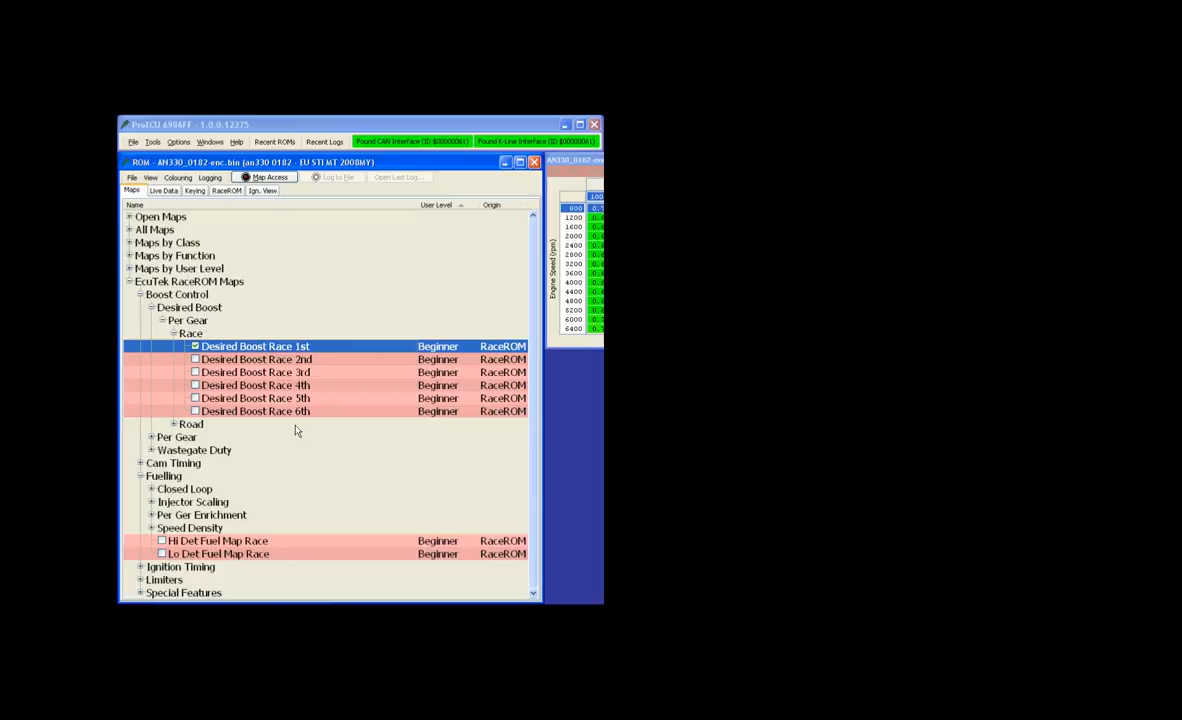 ProECU 6986FF - 1.0.0.12275
File Tools Options Windows Help Recent ROMs Recent Logs Found CAN Interface (ID $00000061) Found K-Line Interface (ID $00000061)
ROM - AN330_0182-enc.bin (an330 0182 - EU STI MT 2008MY)
File View Colouring Logging Map Access Log to File Open Last Log...
Maps Live Data Keying RaceROM Ign. View
Name User Level Origin
Open Maps
All Maps
Maps by Class
Maps by Function
Maps by User Level
EcuTek RaceROM Maps
Boost Control
Desired Boost
Per Gear
Race
Desired Boost Race 1st Beginner RaceROM
Desired Boost Race 2nd Beginner RaceROM
Desired Boost Race 3rd Beginner RaceROM
Desired Boost Race 4th Beginner RaceROM
Desired Boost Race 5th Beginner RaceROM
Desired Boost Race 6th Beginner RaceROM
Road
Per Gear
Wastegate Duty
Cam Timing
Fuelling
Closed Loop
Injector Scaling
Per Ger Enrichment
Speed Density
Hi Det Fuel Map Race Beginner RaceROM
Lo Det Fuel Map Race Beginner RaceROM
Ignition Timing
Limiters
Special Features
AN330_0182-enc
Engine Speed (rpm)
100
800
1200
1600
2000
2400
2800
3200
3600
4000
4400
4800
5200
6000
6400